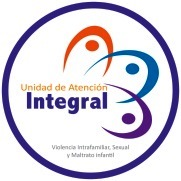 Unidad de Atención
Integral
Violencia Intrafamiliar, Sexual
y Maltrato infantil